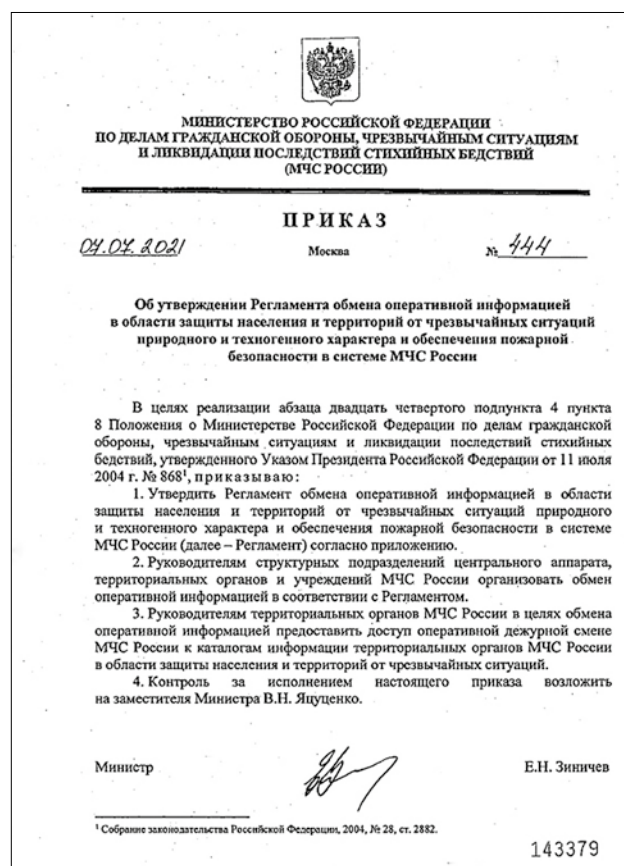 МИНИСТЕРСТВО РОССИЙСКОЙ ФЕДЕРАЦИИ
ПО ДЕЛАМ ГРАЖДАНСКОЙ ОБОРОНЫ, ЧРЕЗВЫЧАЙНЫМ СИТУАЦИЯМ
И ЛИКВИДАЦИИ ПОСЛЕДСТВИЙ СТИХИЙНЫХ БЕДСТВИЙ
(МЧС РОССИИ)
ПРИКАЗ
07.07.2021 Москва № 444
Об утверждении Регламента обмена оперативной информацией
в области защиты населения и территорий от чрезвычайных ситуаций
природного и техногенного характера и обеспечения пожарной
безопасности в системе МЧС России
В целях реализации абзаца двадцать четвертого подпункта 4 пункта
8 Положения о Министерстве Российской Федерации по делам гражданской
обороны, чрезвычайным ситуациям и ликвидации последствий стихийных
бедствий, утвержденного Указом Президента Российской Федерации от 11 июля
2004 г. № 868¹, приказываю:
1. Утвердить Регламент обмена оперативной информацией в области
защиты населения и территорий от чрезвычайных ситуаций природного
и техногенного характера и обеспечения пожарной безопасности в системе
МЧС России (далее – Регламент) согласно приложению.
2. Руководителям структурных подразделений центрального аппарата,
территориальных органов и учреждений МЧС России организовать обмен
оперативной информацией в соответствии с Регламентом.
3. Руководителям территориальных органов МЧС России в целях обмена
оперативной информацией предоставить доступ оперативной дежурной смене
МЧС России к каталогам информации территориальных органов МЧС России
в области защиты населения и территорий от чрезвычайных ситуаций.
4. Контроль за исполнением настоящего приказа возложить
на заместителя Министра В.Н. Яцуценко.
Министр Е.Н. Зиничев
¹ Собрание законодательства Российской Федерации, 2004, № 28, ст. 2882.
143379